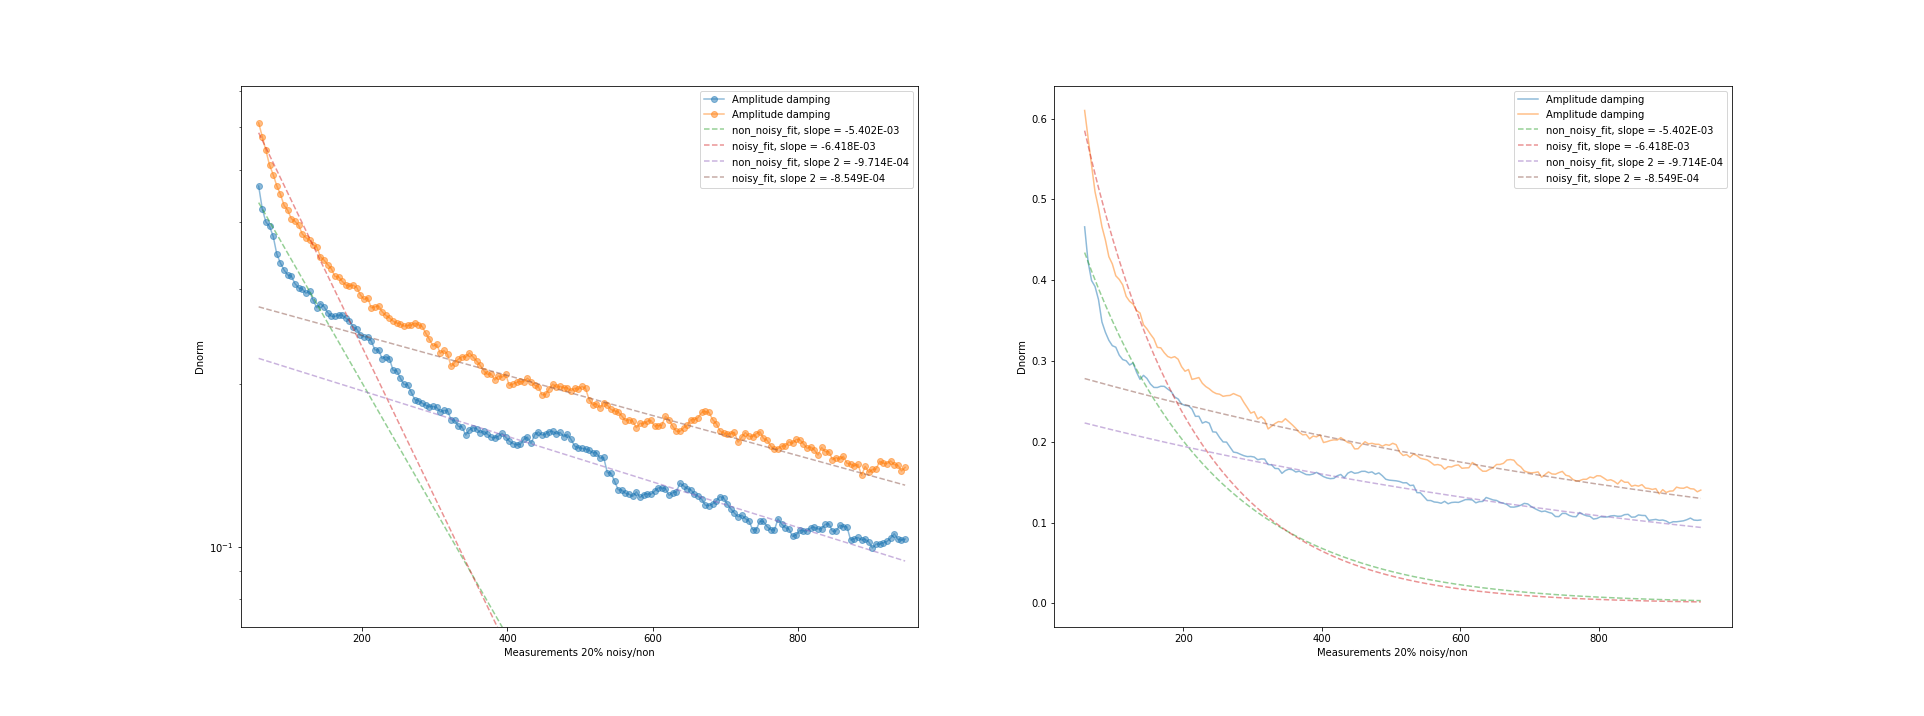 Amplitude damping
Amplitude damping
non_noisy_fit, slope = -5.402E-03
noisy_fit, slope = -6.418E-03
non_noisy_fit, slope 2 = -9.714E-04
noisy_fit, slope 2 = -8.549E-04
Dnorm
10⁻¹
200 400 600 800
Measurements 20% noisy/non
Amplitude damping
Amplitude damping
non_noisy_fit, slope = -5.402E-03
noisy_fit, slope = -6.418E-03
non_noisy_fit, slope 2 = -9.714E-04
noisy_fit, slope 2 = -8.549E-04
Dnorm
0.6
0.5
0.4
0.3
0.2
0.1
0.0
200 400 600 800
Measurements 20% noisy/non